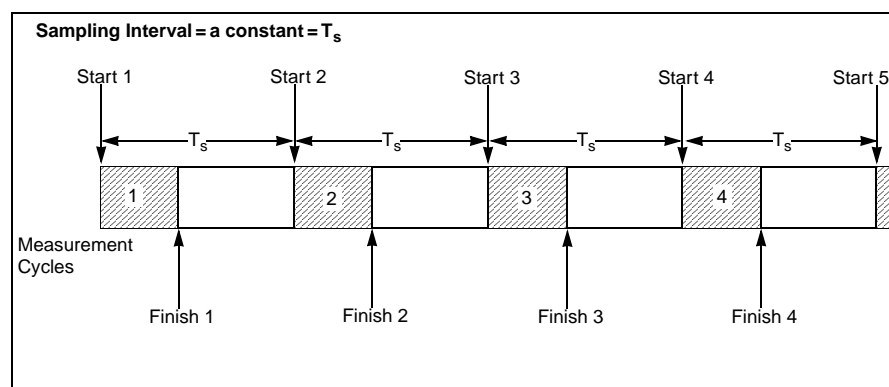 Sampling Interval = a constant = Ts
Start 1 Start 2 Start 3 Start 4 Start 5
Ts Ts Ts Ts
1 2 3 4
Measurement
Cycles
Finish 1 Finish 2 Finish 3 Finish 4